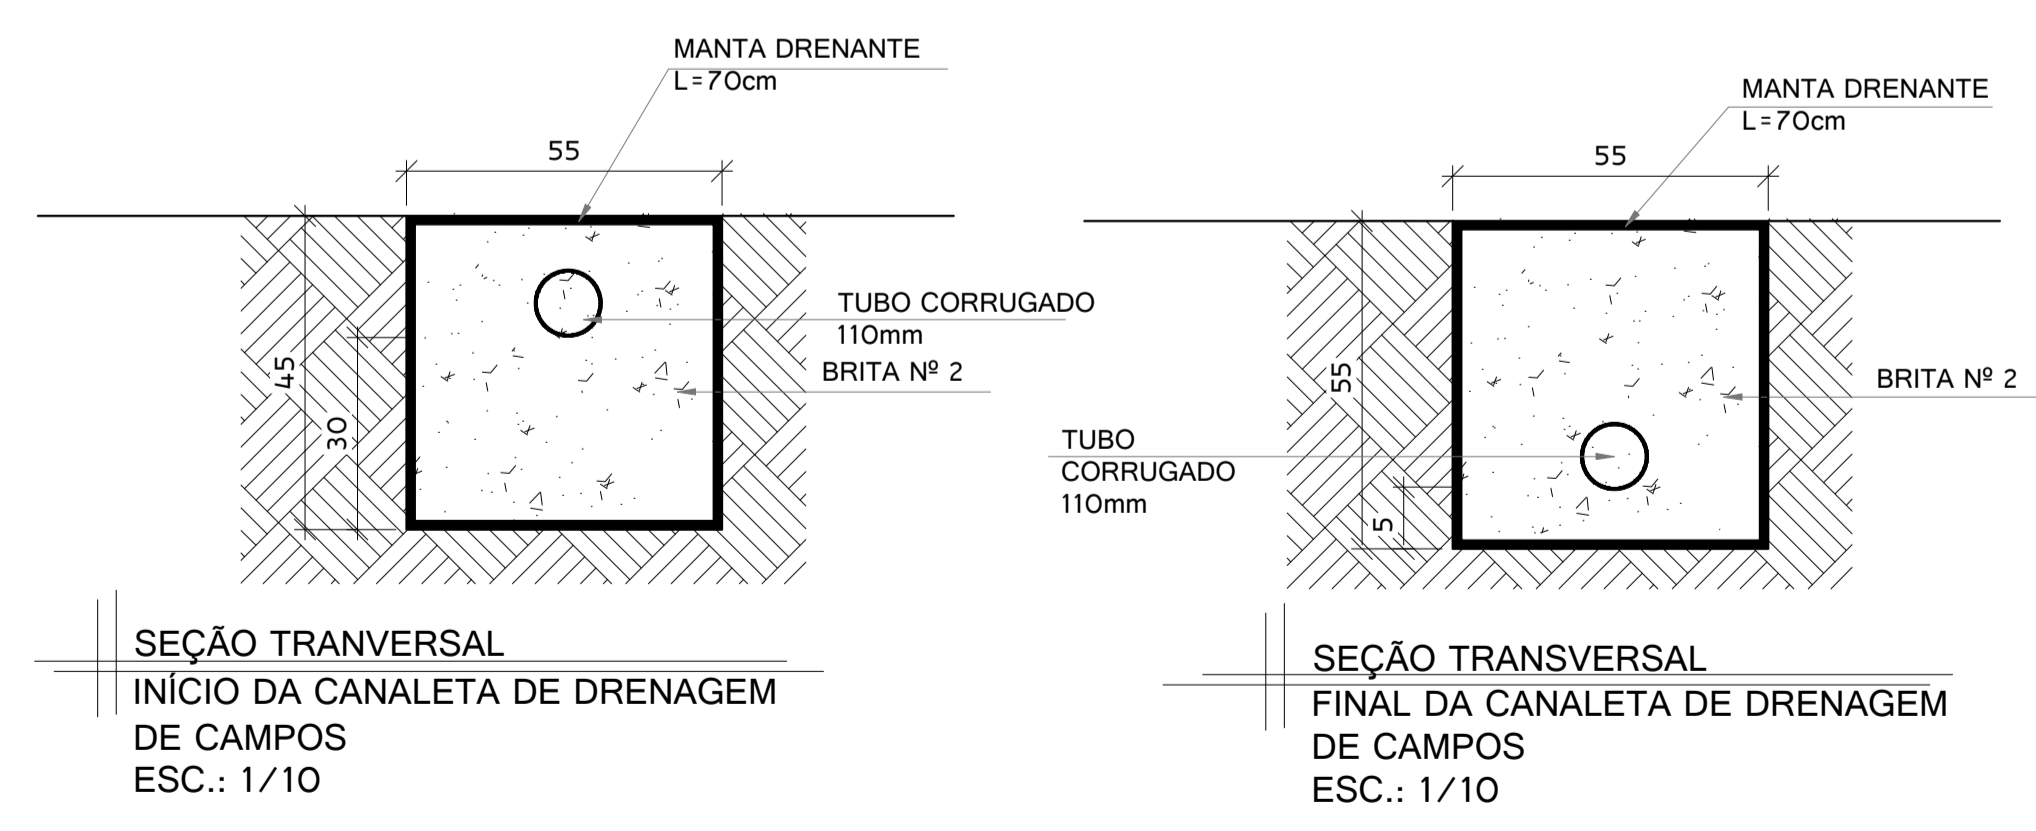 MANTA DRENANTE
L=70cm
55
TUBO CORRUGADO
110mm
BRITA Nº 2
45
30
SEÇÃO TRANVERSAL
INÍCIO DA CANALETA DE DRENAGEM
DE CAMPOS
ESC.: 1/10
MANTA DRENANTE
L=70cm
55
BRITA Nº 2
55
TUBO
CORRUGADO
110mm
5
SEÇÃO TRANSVERSAL
FINAL DA CANALETA DE DRENAGEM
DE CAMPOS
ESC.: 1/10